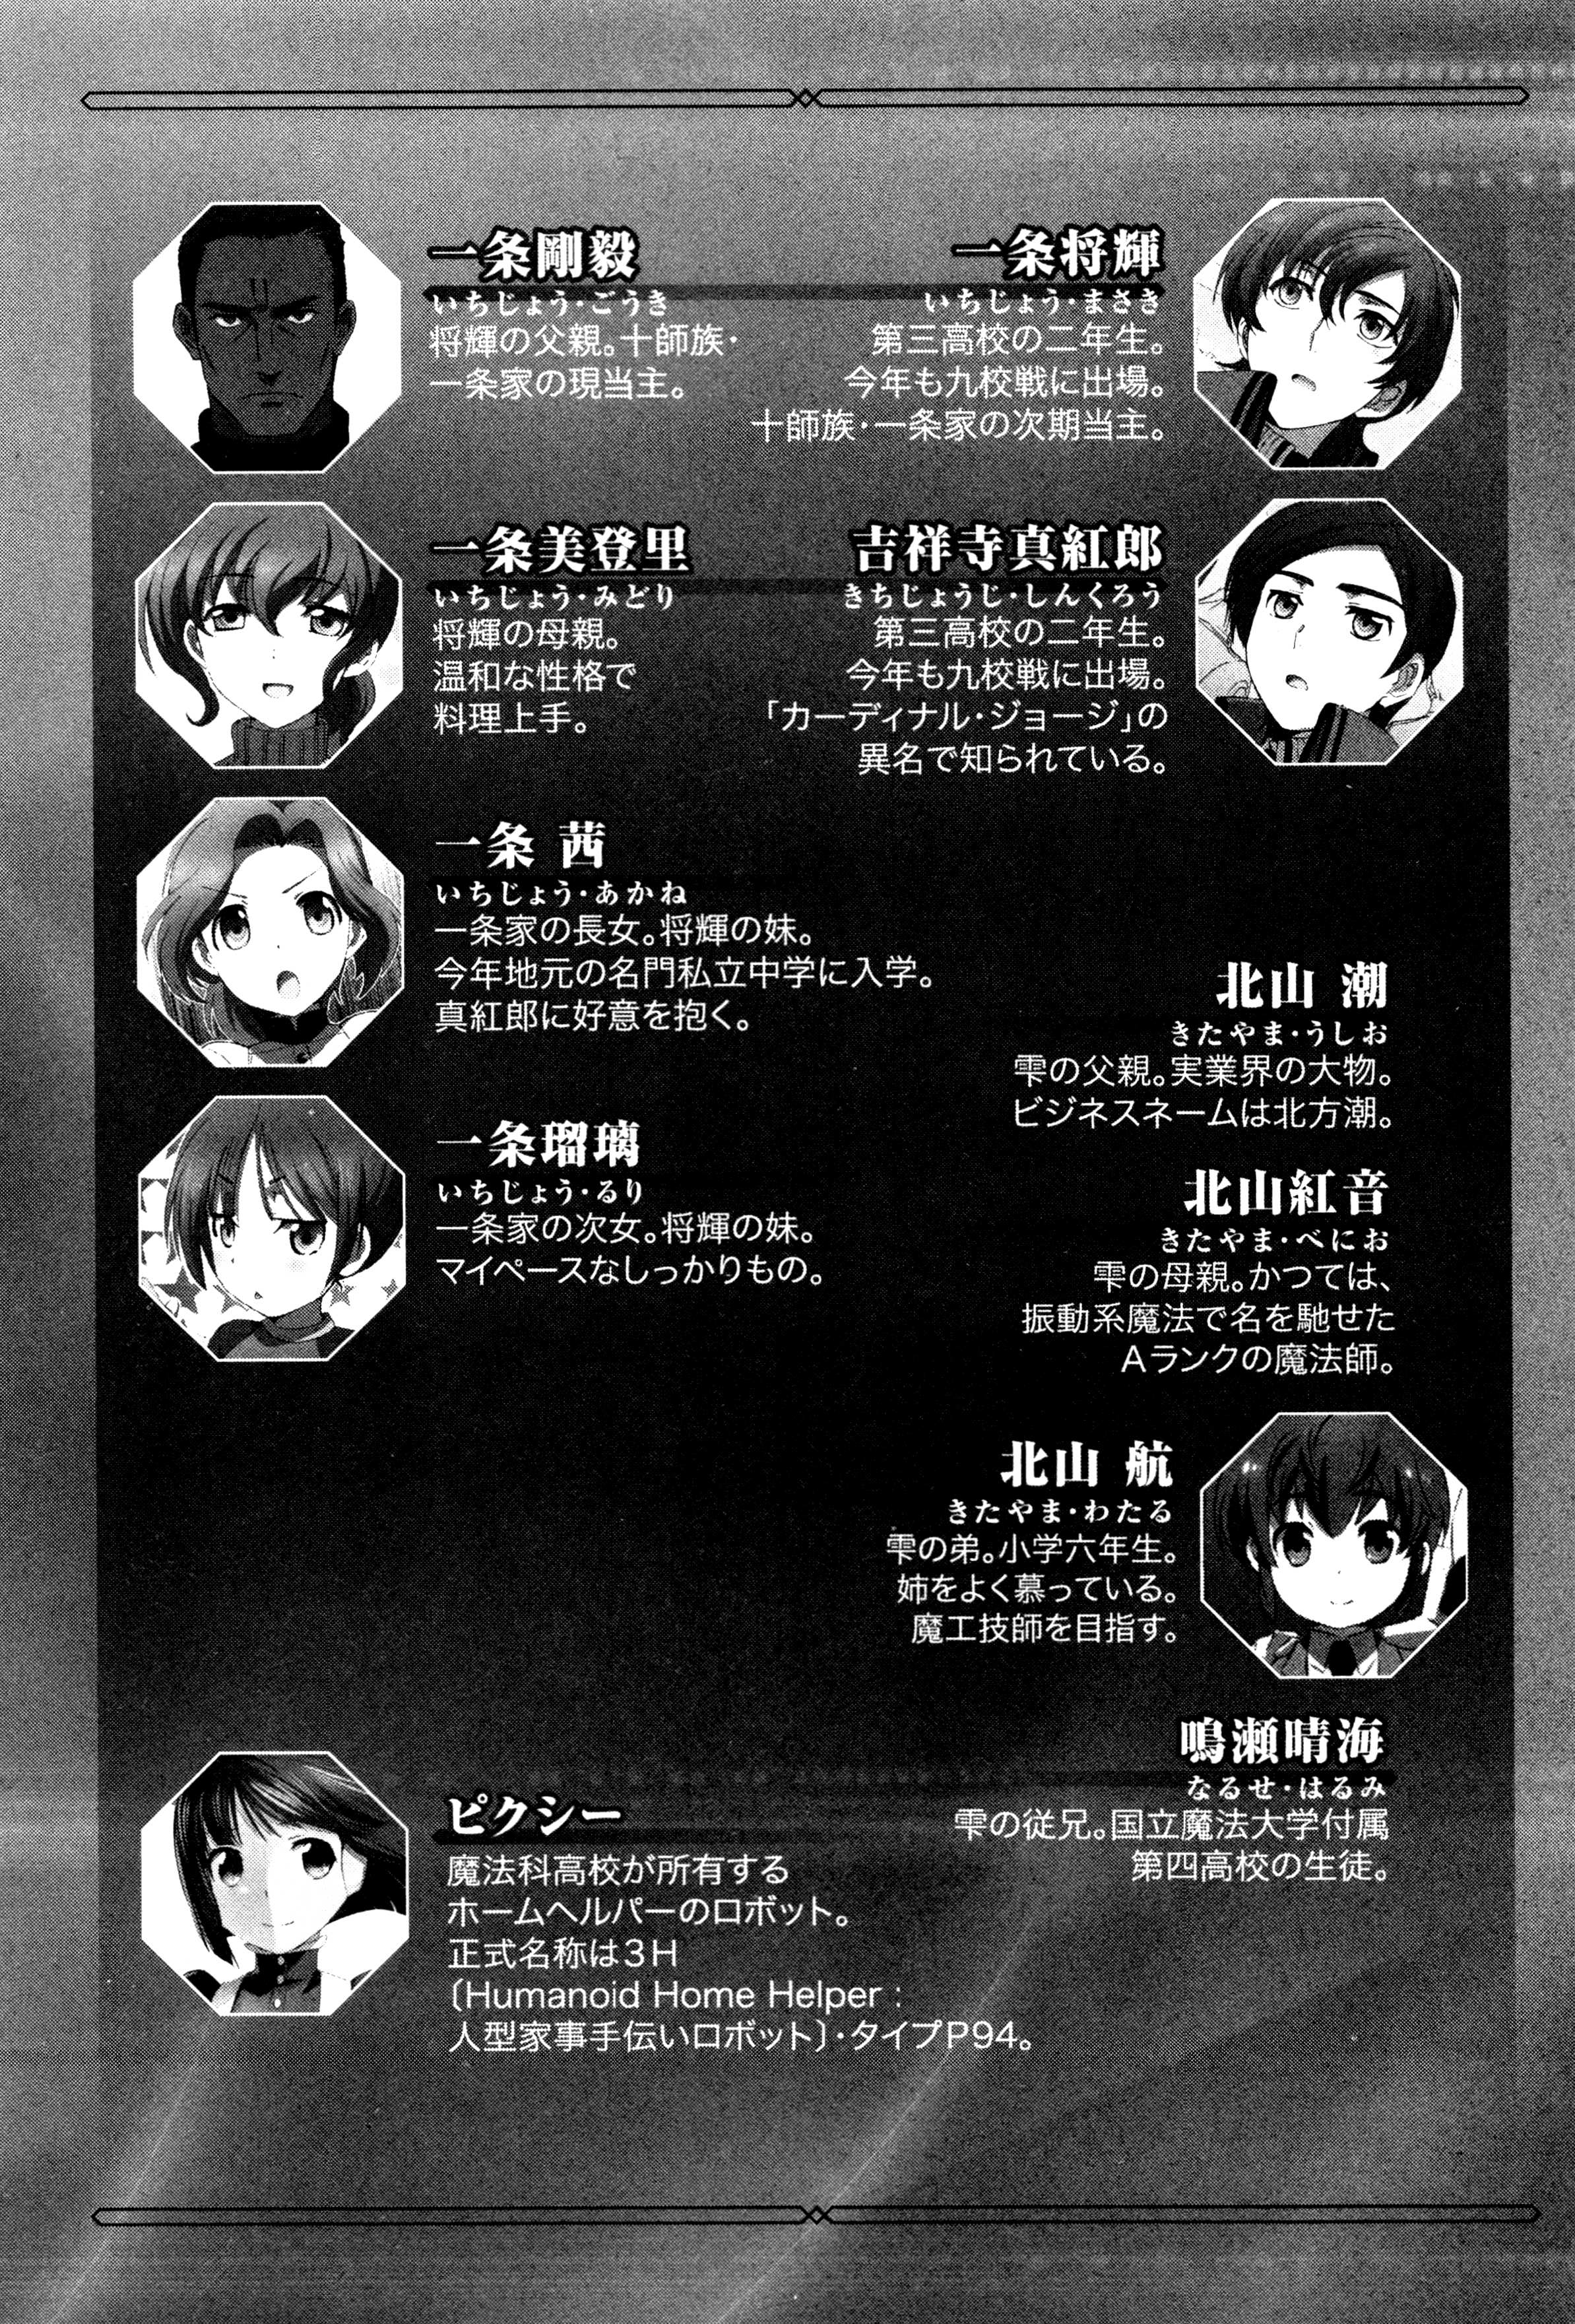 一条将輝
いちじょう・まさき
第三高校の二年生。
今年も九校戦に出場。
十師族・一条家の次期当主。
吉祥寺真紅郎
きちじょうじ・しんくろう
第三高校の二年生。
今年も九校戦に出場。
「カーディナル・ジョージ」の
異名で知られている。
北山 潮
きたやま・うしお
雫の父親。実業界の大物。
ビジネスネームは北方潮。
北山紅音
きたやま・べにお
雫の母親。かつては、
振動系魔法で名を馳せた
Aランクの魔法師。
北山 航
きたやま・わたる
雫の弟。小学六年生。
姉をよく慕っている。
魔工技師を目指す。
鳴瀬晴海
なるせ・はるみ
雫の従兄。国立魔法大学付属
第四高校の生徒。
一条剛毅
いちじょう・ごうき
将輝の父親。十師族・
一条家の現当主。
一条美登里
いちじょう・みどり
将輝の母親。
温和な性格で
料理上手。
一条 茜
いちじょう・あかね
一条家の長女。将輝の妹。
今年地元の名門私立中学に入学。
真紅郎に好意を抱く。
一条瑠璃
いちじょう・るり
一条家の次女。将輝の妹。
マイペースなしっかりもの。
ピクシー
魔法科高校が所有する
ホームヘルパーのロボット。
正式名称は3H
〔Humanoid Home Helper :
人型家事手伝いロボット〕・タイプP94。